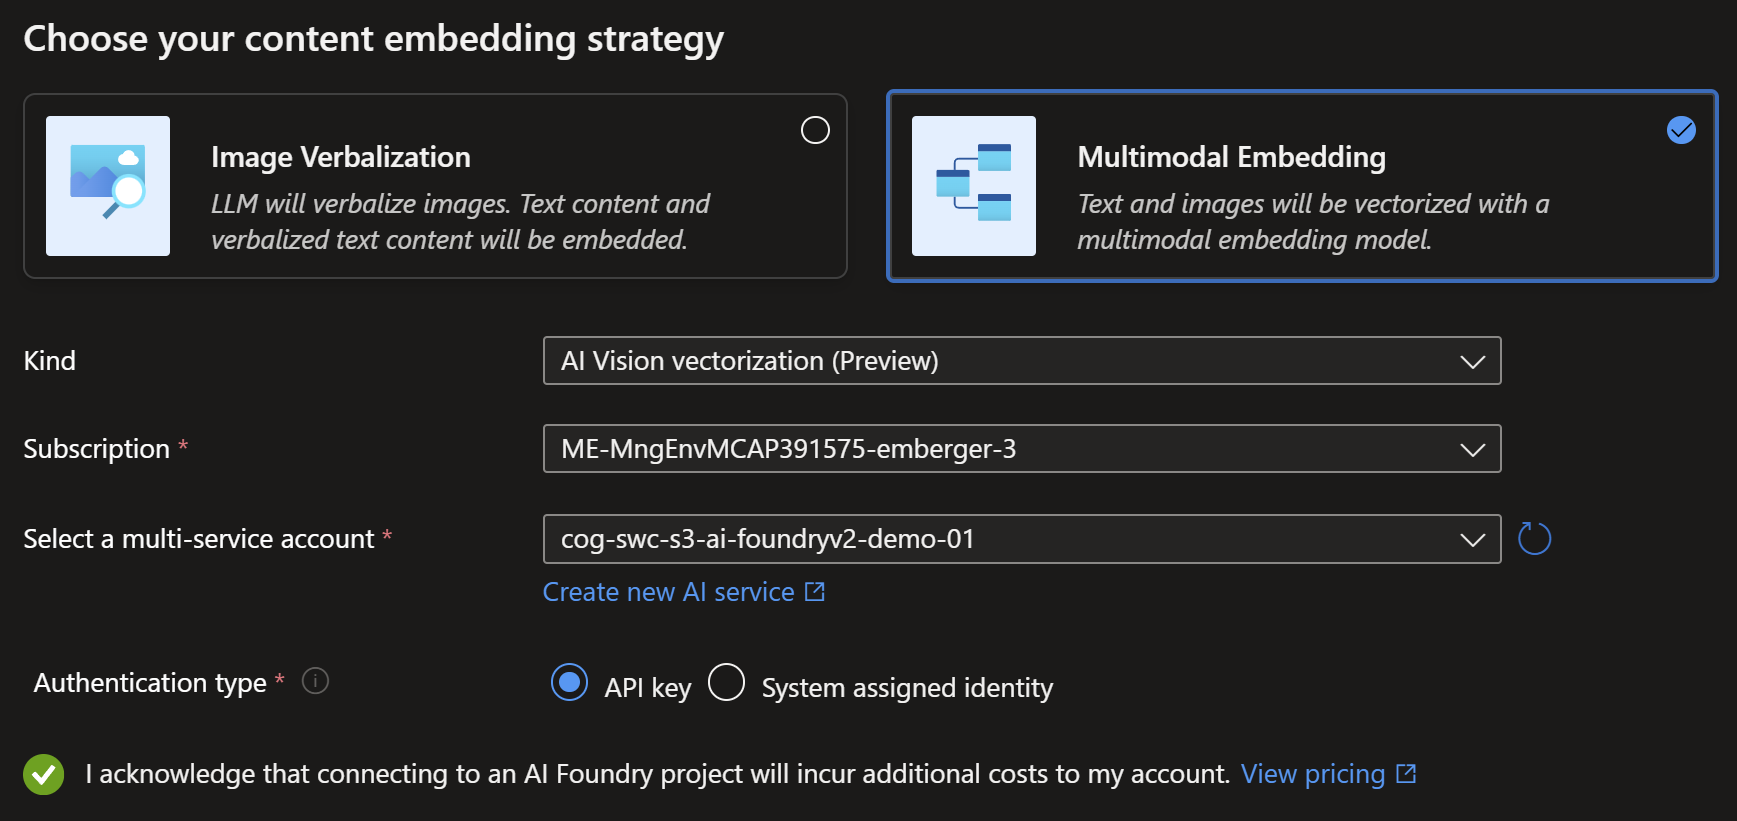 Choose your content embedding strategy
Image Verbalization
LLM will verbalize images. Text content and
verbalized text content will be embedded.
Multimodal Embedding
Text and images will be vectorized with a
multimodal embedding model.
Kind
AI Vision vectorization (Preview)
Subscription *
ME-MngEnvMCAP391575-emberger-3
Select a multi-service account *
cog-swc-s3-ai-foundryv2-demo-01
Create new AI service
Authentication type *
API key
System assigned identity
I acknowledge that connecting to an AI Foundry project will incur additional costs to my account. View pricing